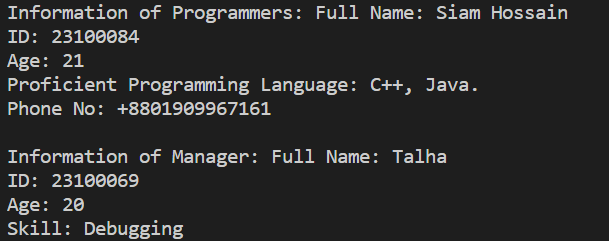 Information of Programmers: Full Name: Siam Hossain
ID: 23100084
Age: 21
Proficient Programming Language: C++, Java.
Phone No: +8801909967161

Information of Manager: Full Name: Talha
ID: 23100069
Age: 20
Skill: Debugging